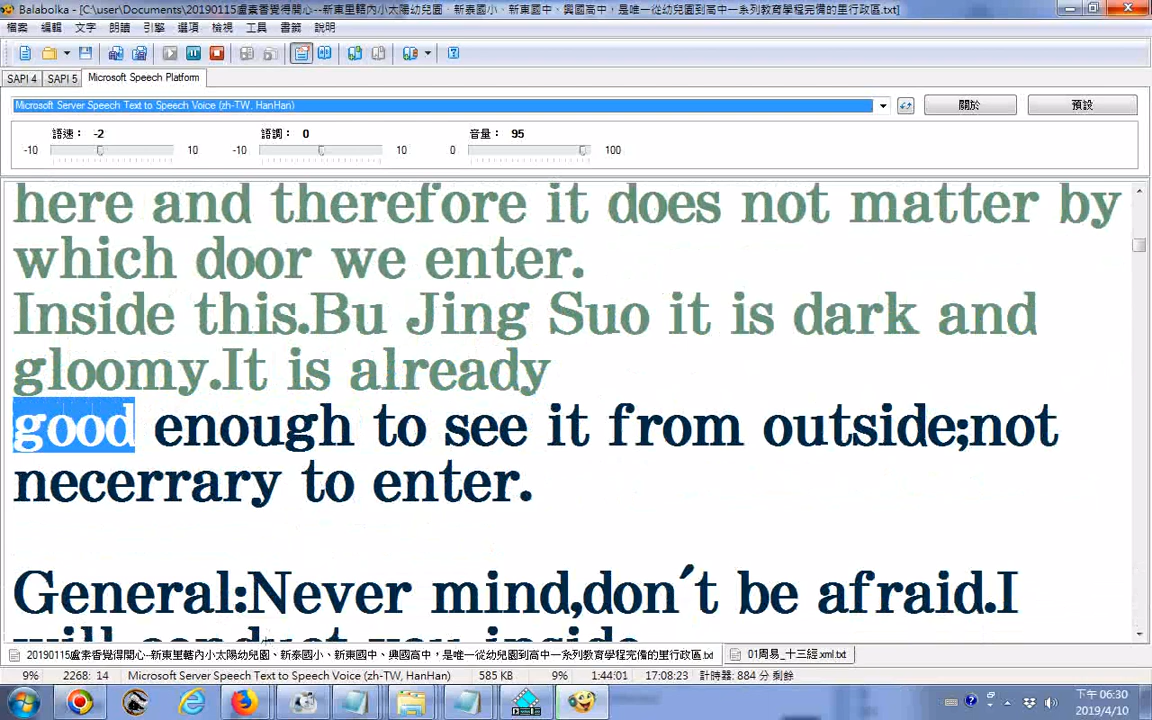 Balabolka - [C:\user\Documents\20190115盧素香覺得開心--新東里轄內小太陽幼兒園、新泰國小、新東國中、興國高中，是唯一從幼兒園到高中一系列教育學程完備的里行政區.txt]
檔案 編輯 文字 朗讀 引擎 選項 檢視 工具 書籤 說明
SAPI 4 SAPI 5 Microsoft Speech Platform
Microsoft Server Speech Text to Speech Voice (zh-TW, HanHan) 關於 預設
語速： -2 語調： 0 音量： 95
-10 10 -10 10 0 100
here and therefore it does not matter by
which door we enter.
Inside this.Bu Jing Suo it is dark and
gloomy.It is already
good enough to see it from outside;not
necerrary to enter.
General:Never mind,don´t be afraid.I
will conduct you inside
20190115盧素香覺得開心--新東里轄內小太陽幼兒園、新泰國小、新東國中、興國高中，是唯一從幼兒園到高中一系列教育學程完備的里行政區.txt 01周易_十三經.xml.txt
9% 2268: 14 Microsoft Server Speech Text to Speech Voice (zh-TW, HanHan) 585 KB 9% 1:44:01 17:08:23 計時器: 884 分 剩餘
下午 06:30
2019/4/10